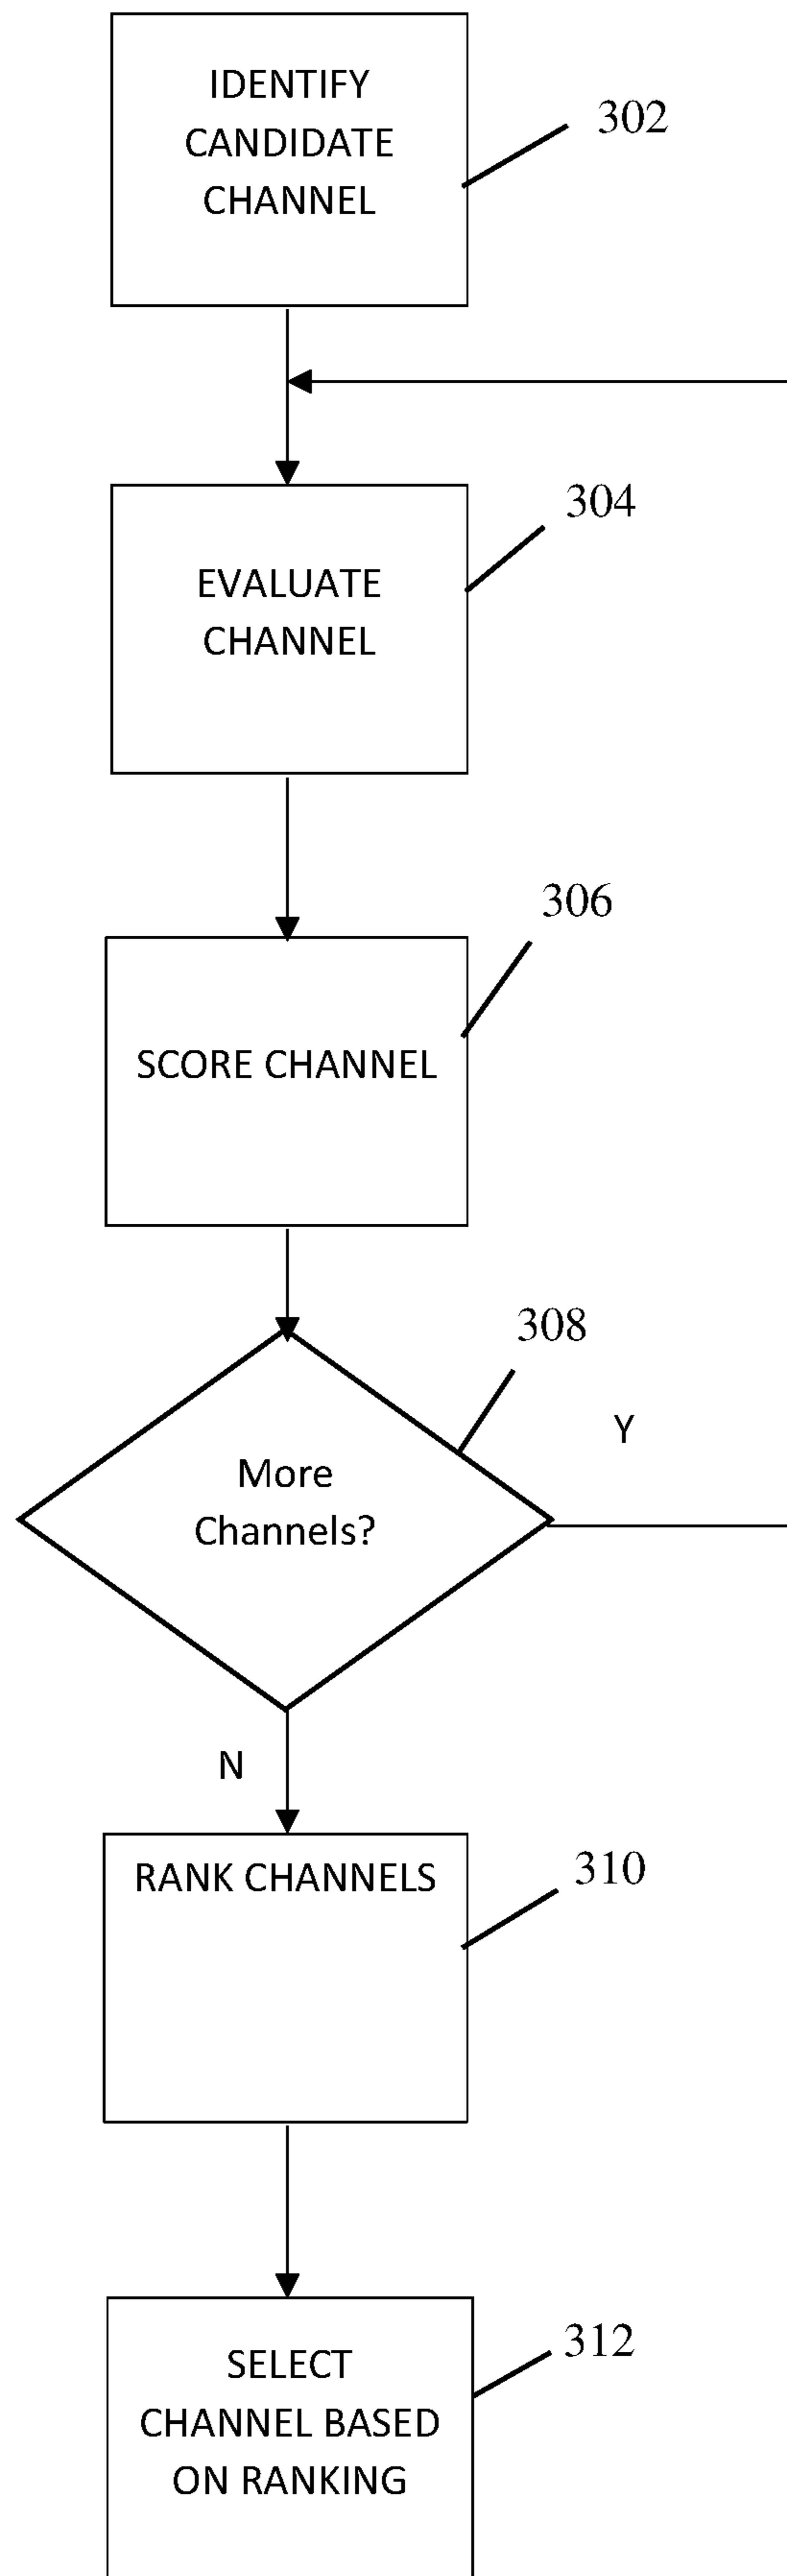 IDENTIFY
CANDIDATE
CHANNEL
302
EVALUATE
CHANNEL
304
SCORE CHANNEL
306
More
Channels?
308
Y
N
RANK CHANNELS
310
SELECT
CHANNEL BASED
ON RANKING
312